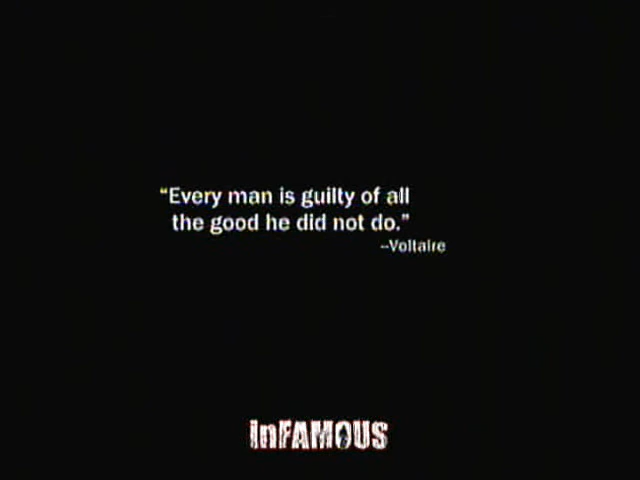 “Every man is guilty of all
the good he did not do.”
--Voltaire
inFAMOUS